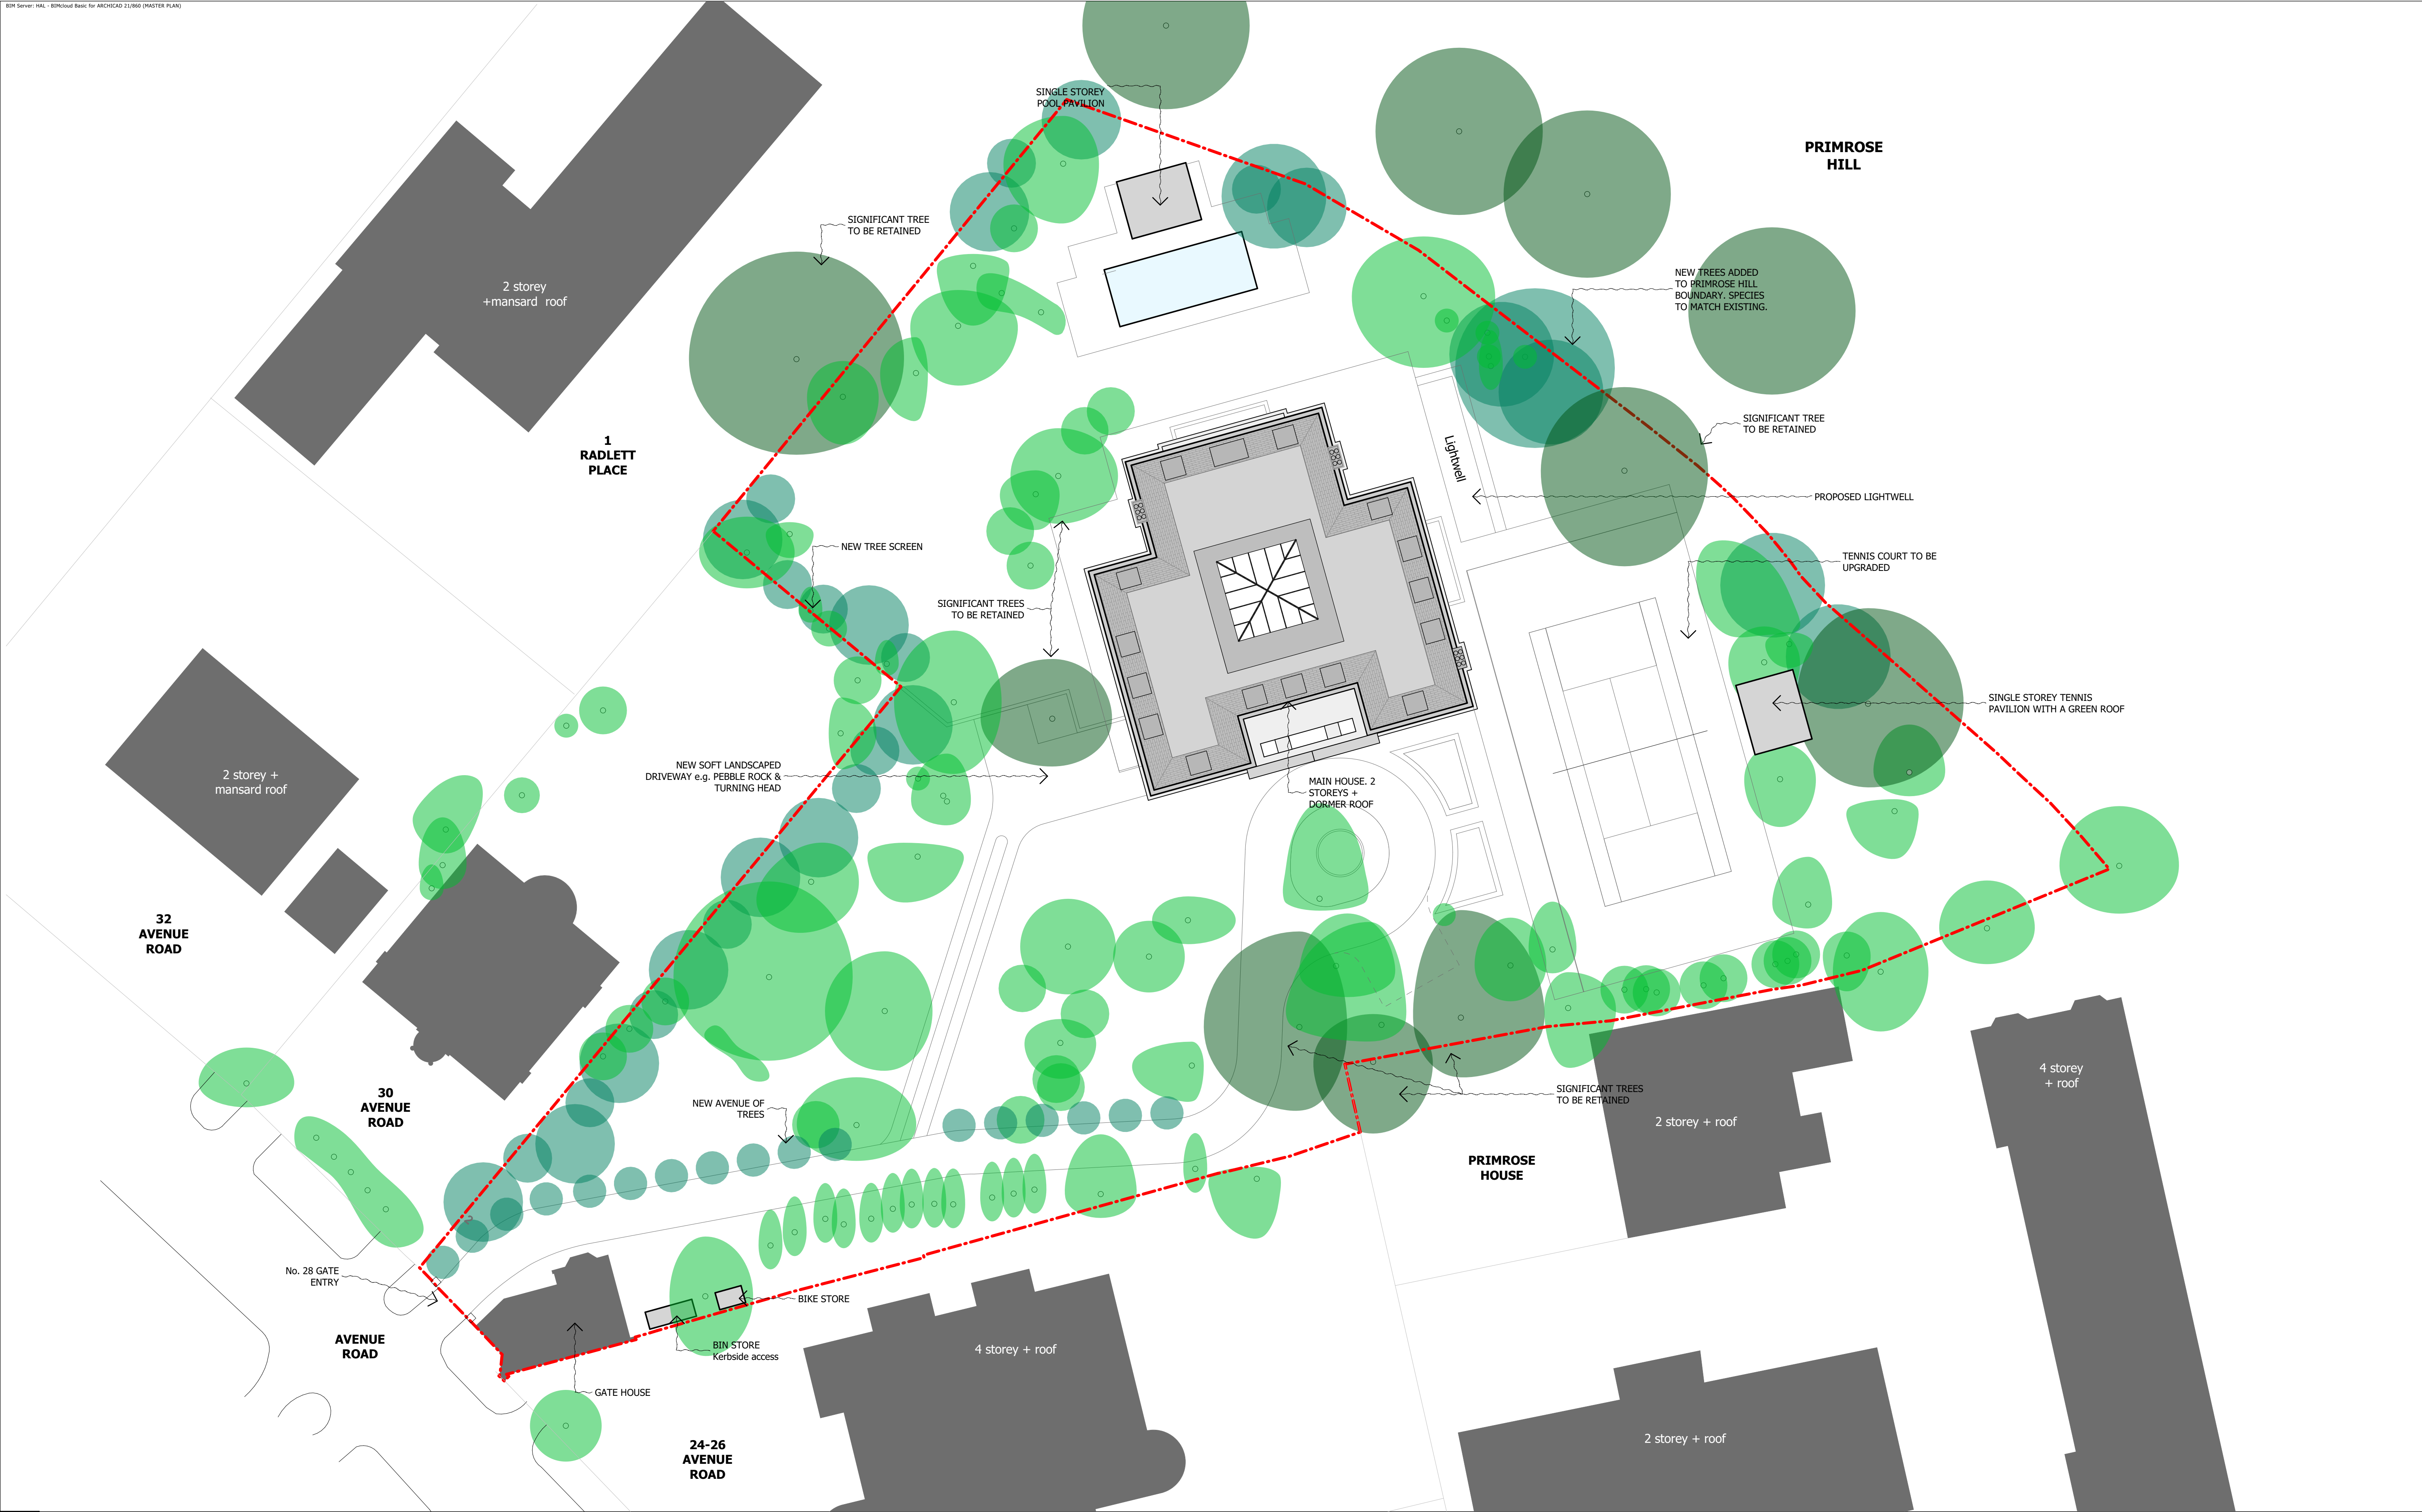 BIM Server: HAL - BIMcloud Basic for ARCHICAD 21/860 (MASTER PLAN)
SINGLE STOREY
POOL PAVILION
PRIMROSE
HILL
SIGNIFICANT TREE
TO BE RETAINED
2 storey
+mansard roof
NEW TREES ADDED
TO PRIMROSE HILL
BOUNDARY. SPECIES
TO MATCH EXISTING.
1
RADLETT
PLACE
SIGNIFICANT TREE
TO BE RETAINED
Lightwell
PROPOSED LIGHTWELL
NEW TREE SCREEN
TENNIS COURT TO BE
UPGRADED
SIGNIFICANT TREES
TO BE RETAINED
SINGLE STOREY TENNIS
PAVILION WITH A GREEN ROOF
2 storey +
mansard roof
NEW SOFT LANDSCAPED
DRIVEWAY e.g. PEBBLE ROCK &
TURNING HEAD
MAIN HOUSE. 2
STOREYS +
DORMER ROOF
32
AVENUE
ROAD
30
AVENUE
ROAD
NEW AVENUE OF
TREES
SIGNIFICANT TREES
TO BE RETAINED
4 storey
+ roof
2 storey + roof
PRIMROSE
HOUSE
No. 28 GATE
ENTRY
BIKE STORE
AVENUE
ROAD
BIN STORE
Kerbside access
4 storey + roof
GATE HOUSE
24-26
AVENUE
ROAD
2 storey + roof